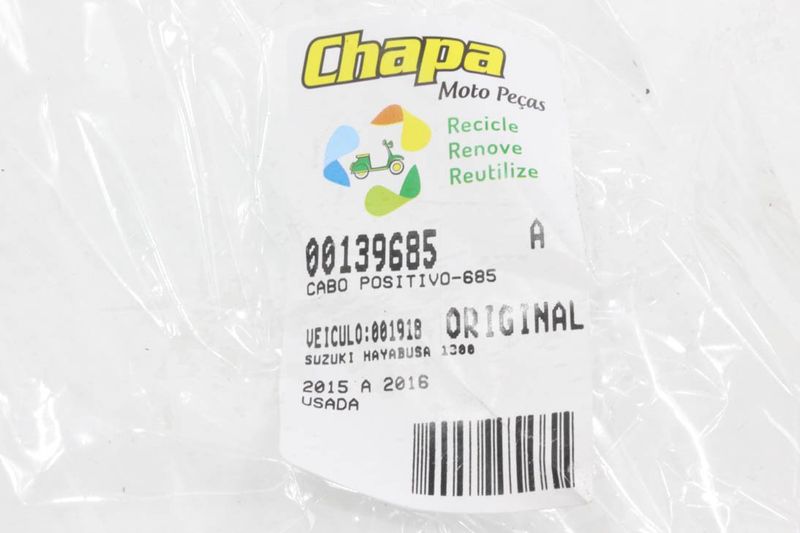 Chapa
Moto Peças
Recicle
Renove
Reutilize
00139685 A
CABO POSITIVO-685
VEICULO:001918 ORIGINAL
SUZUKI HAYABUSA 1300
2015 A 2016
USADA